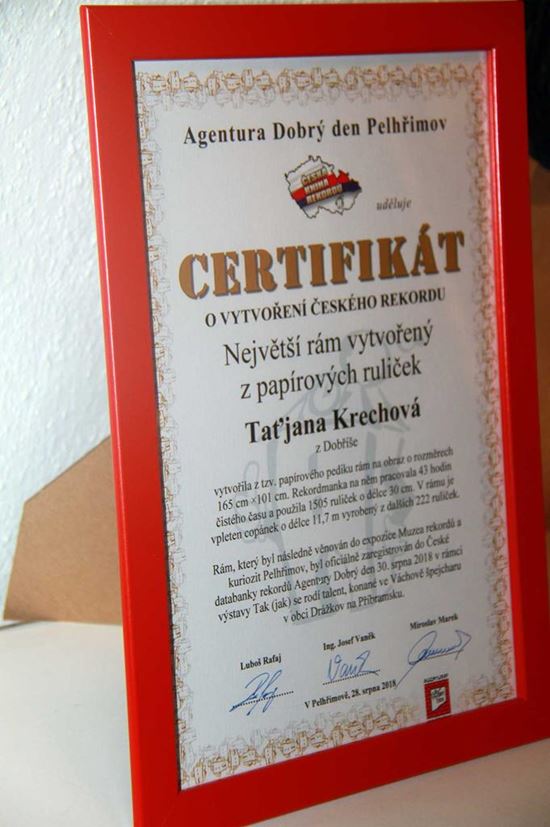 Agentura Dobrý den Pelhřimov
ČESKÁ
KNIHA
REKORDŮ
uděluje
CERTIFIKÁT
O VYTVOŘENÍ ČESKÉHO REKORDU
Největší rám vytvořený
z papírových ruliček
Taťjana Krechová
z Dobříše
vytvořila z tzv. papírového pediku rám na obraz o rozměrech
165 cm ×101 cm. Rekordmanka na něm pracovala 43 hodin
čistého času a použila 1505 ruliček o délce 30 cm. V rámu je
vpleten copánek o délce 11,7 m vyrobený z dalších 222 ruliček.
Rám, který byl následně věnován do expozice Muzea rekordů a
kuriozit Pelhřimov, byl oficiálně zaregistrován do České
databanky rekordů Agentury Dobrý den 30. srpna 2018 v rámci
výstavy Tak (jak) se rodí talent, konané ve Váchově špejcharu
v obci Drážkov na Příbramsku.
Luboš Rafaj
Ing. Josef Vaněk
Miroslav Marek
V Pelhřimově, 28. srpna 2018